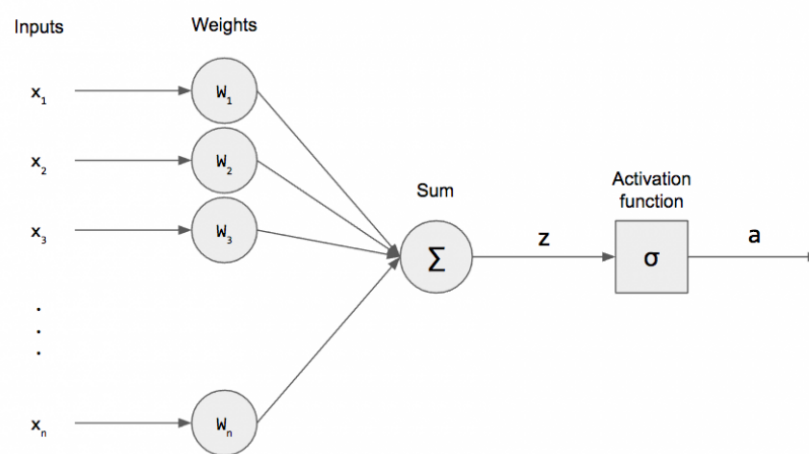 Inputs
Weights
x₁
W₁
x₂
W₂
Sum
Activation
function
x₃
W₃
Σ
z
σ
a
.
.
.
xₙ
Wₙ